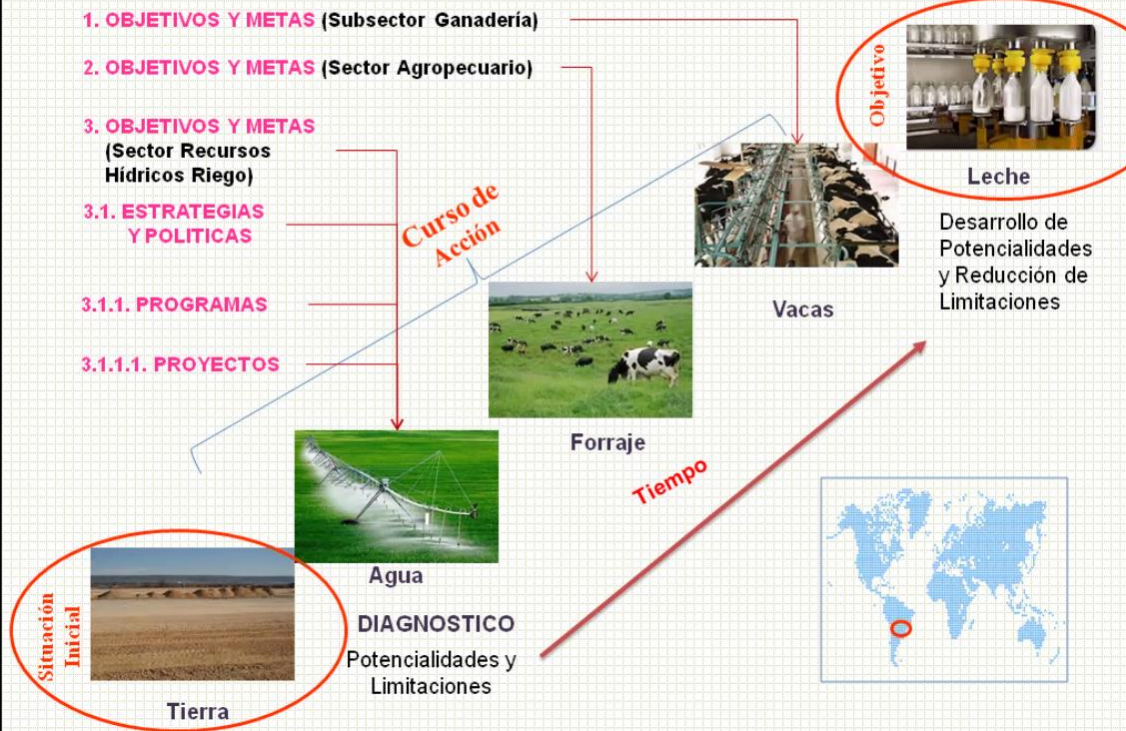 1. OBJETIVOS Y METAS (Subsector Ganadería)
2. OBJETIVOS Y METAS (Sector Agropecuario)
3. OBJETIVOS Y METAS
(Sector Recursos
Hídricos Riego)
3.1. ESTRATEGIAS
Y POLITICAS
3.1.1. PROGRAMAS
3.1.1.1. PROYECTOS
Curso de
Acción
Objetivo
Leche
Desarrollo de
Potencialidades
y Reducción de
Limitaciones
Vacas
Forraje
Tiempo
Agua
DIAGNOSTICO
Potencialidades y
Limitaciones
Situación
Inicial
Tierra